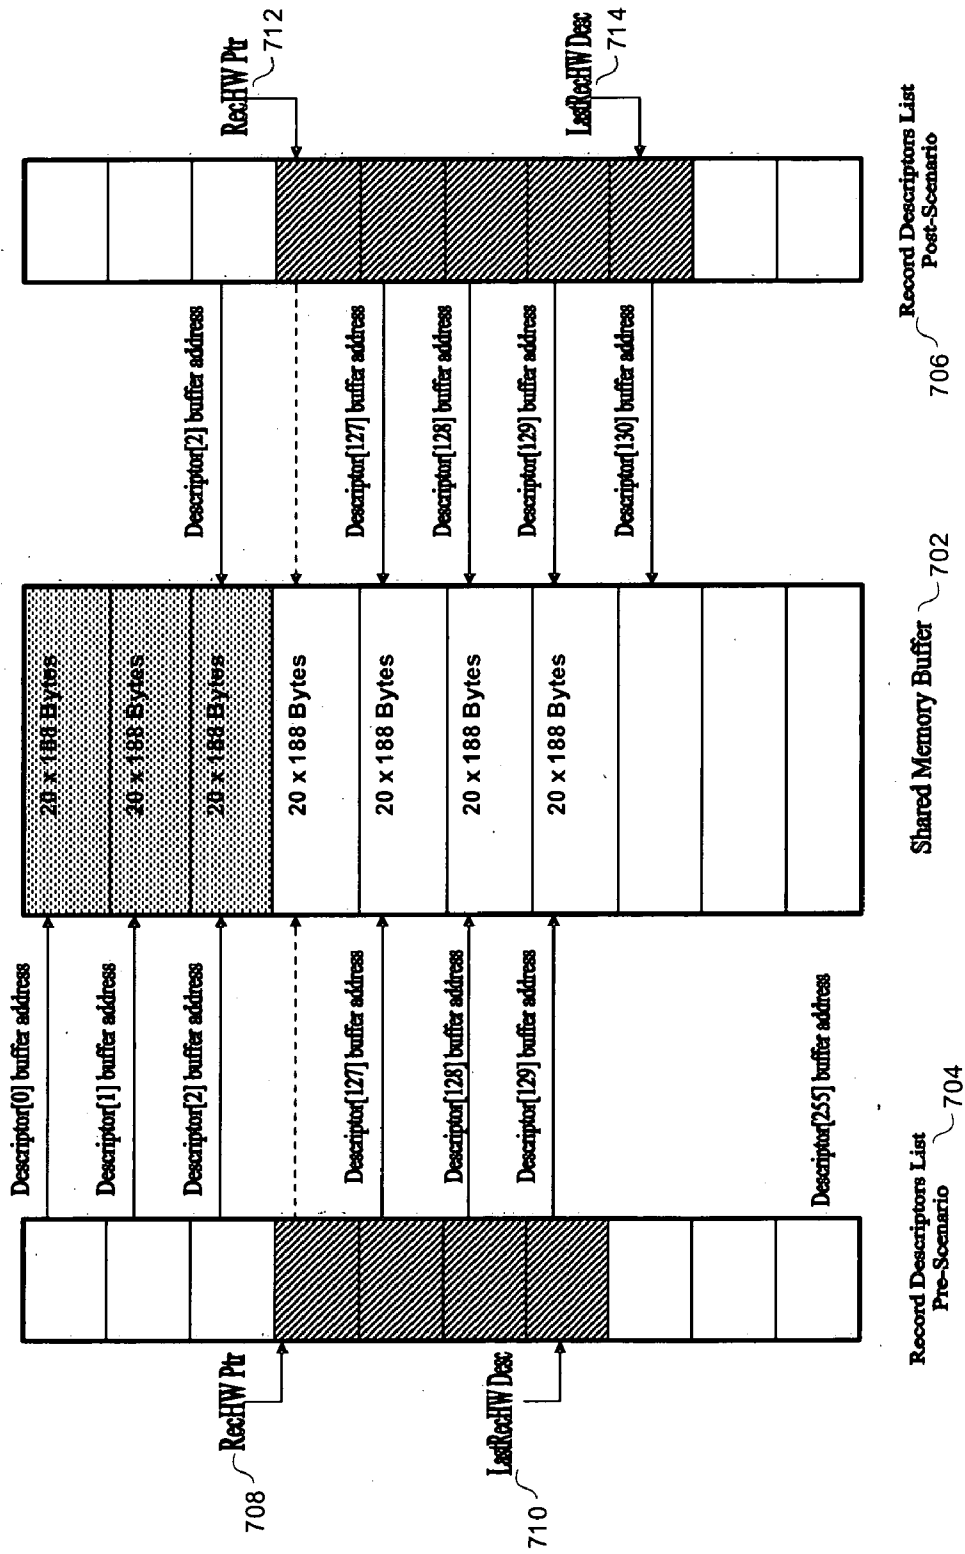 Descriptor[0] buffer address
Descriptor[1] buffer address
Descriptor[2] buffer address
Descriptor[127] buffer address
Descriptor[128] buffer address
Descriptor[129] buffer address
Descriptor[255] buffer address
708
RecHW Ptr
710
LastRecHW Desc
Record Descriptors List
Pre-Scenario
704
20 x 188 Bytes
20 x 188 Bytes
20 x 188 Bytes
20 x 188 Bytes
20 x 188 Bytes
20 x 188 Bytes
20 x 188 Bytes
Shared Memory Buffer
702
Descriptor[2] buffer address
Descriptor[127] buffer address
Descriptor[128] buffer address
Descriptor[129] buffer address
Descriptor[130] buffer address
RecHW Ptr
712
LastRecHW Desc
714
Record Descriptors List
Post-Scenario
706